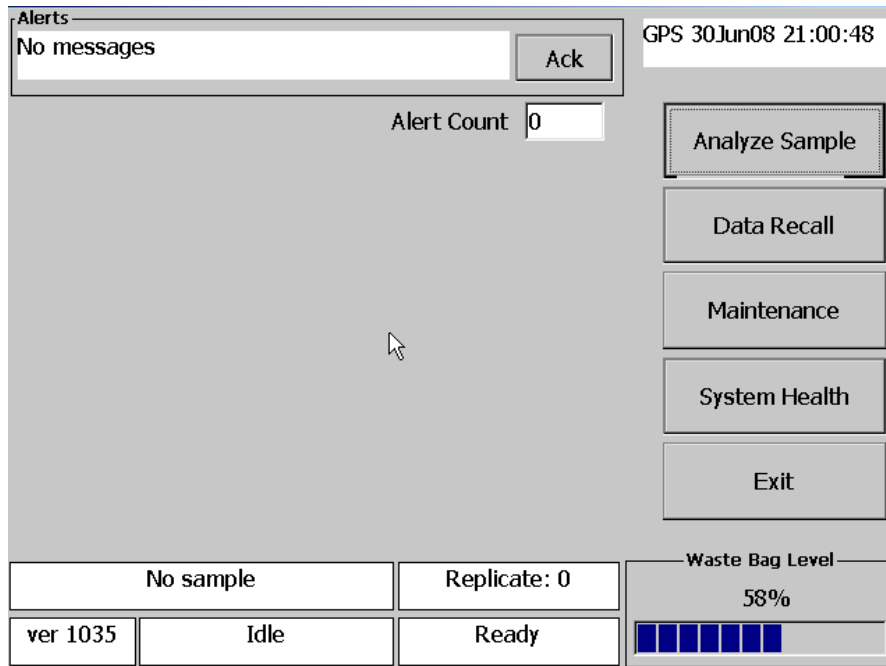 Alerts
No messages
Ack
GPS 30Jun08 21:00:48
Alert Count 0
Analyze Sample
Data Recall
Maintenance
System Health
Exit
No sample
Replicate: 0
Waste Bag Level
58%
ver 1035
Idle
Ready